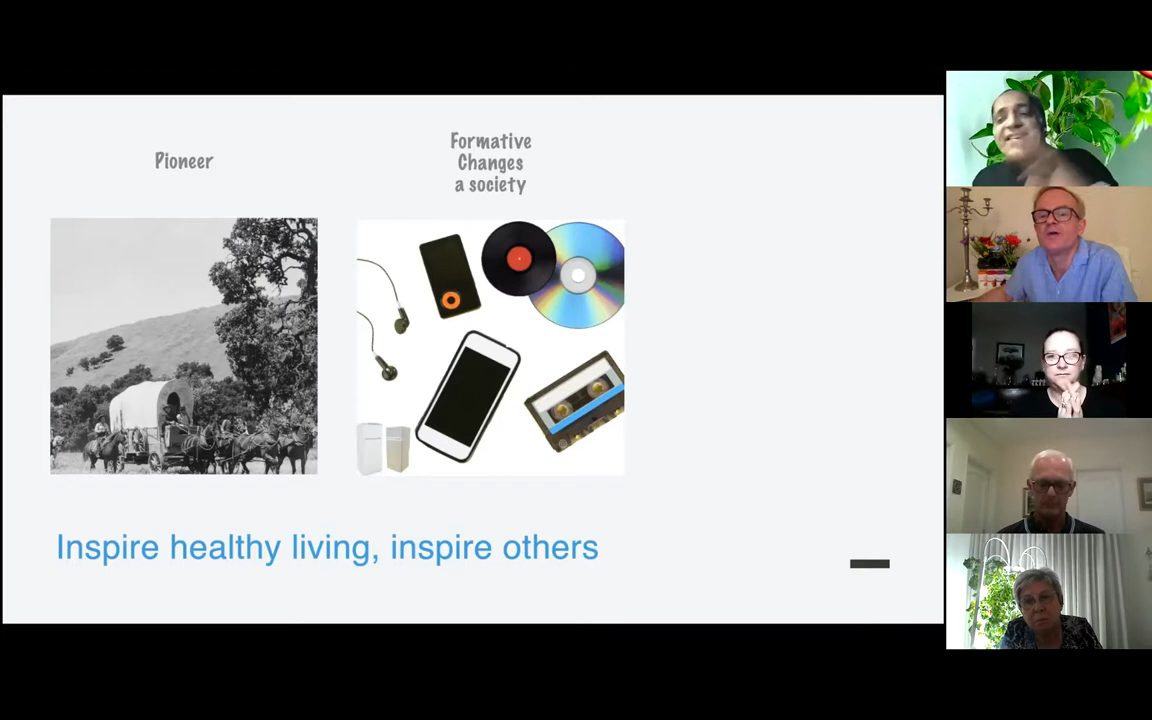 Pioneer
Formative
Changes
a society
Inspire healthy living, inspire others